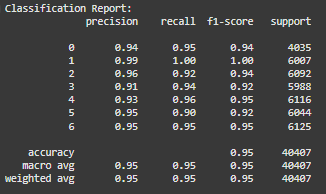 Classification Report:
precision recall f1-score support
0 0.94 0.95 0.94 4035
1 0.99 1.00 1.00 6007
2 0.96 0.92 0.94 6092
3 0.91 0.94 0.92 5988
4 0.93 0.96 0.95 6116
5 0.95 0.90 0.92 6044
6 0.95 0.95 0.95 6125
accuracy 0.95 40407
macro avg 0.95 0.95 0.95 40407
weighted avg 0.95 0.95 0.95 40407